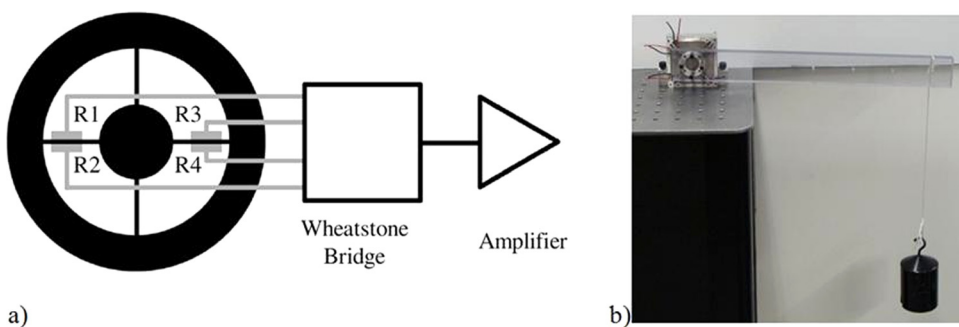 R1 R3
R2 R4
Wheatstone
Bridge
Amplifier
a)
b)